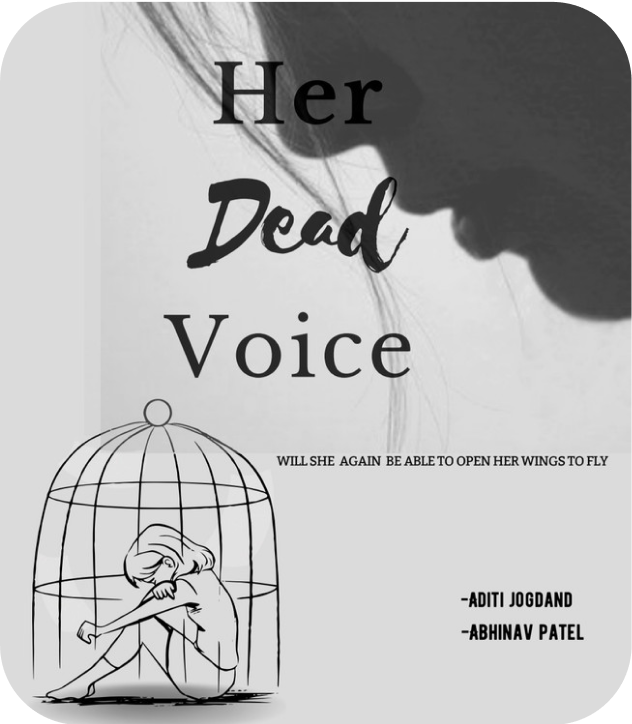 Her
Dead
Voice
WILL SHE AGAIN BE ABLE TO OPEN HER WINGS TO FLY
-ADITI JOGDAND
-ABHINAV PATEL